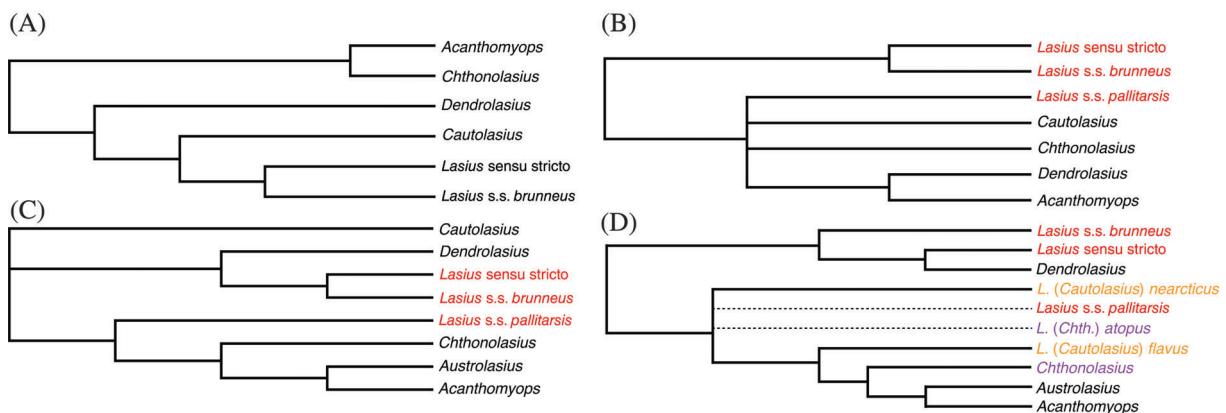 (A)
Acanthomyops
Chthonolasius
Dendrolasius
Cautolasius
Lasius sensu stricto
Lasius s.s. brunneus
(B)
Lasius sensu stricto
Lasius s.s. brunneus
Lasius s.s. pallitarsis
Cautolasius
Chthonolasius
Dendrolasius
Acanthomyops
(C)
Cautolasius
Dendrolasius
Lasius sensu stricto
Lasius s.s. brunneus
Lasius s.s. pallitarsis
Chthonolasius
Austrolasius
Acanthomyops
(D)
Lasius s.s. brunneus
Lasius sensu stricto
Dendrolasius
L. (Cautolasius) nearcticus
Lasius s.s. pallitarsis
L. (Chth.) atopus
L. (Cautolasius) flavus
Chthonolasius
Austrolasius
Acanthomyops